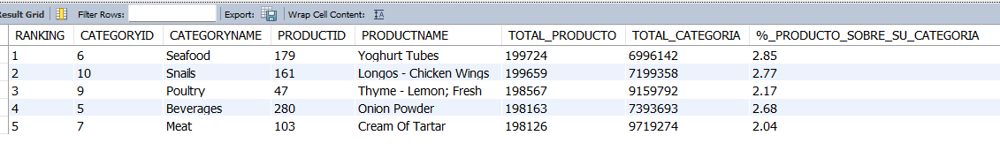 Result Grid Filter Rows: Export: Wrap Cell Content:
RANKING CATEGORYID CATEGORYNAME PRODUCTID PRODUCTNAME TOTAL_PRODUCTO TOTAL_CATEGORIA %_PRODUCTO_SOBRE_SU_CATEGORIA
1 6 Seafood 179 Yoghurt Tubes 199724 6996142 2.85
2 10 Snails 161 Longos - Chicken Wings 199659 7199358 2.77
3 9 Poultry 47 Thyme - Lemon; Fresh 198567 9159792 2.17
4 5 Beverages 280 Onion Powder 198163 7393693 2.68
5 7 Meat 103 Cream Of Tartar 198126 9719274 2.04